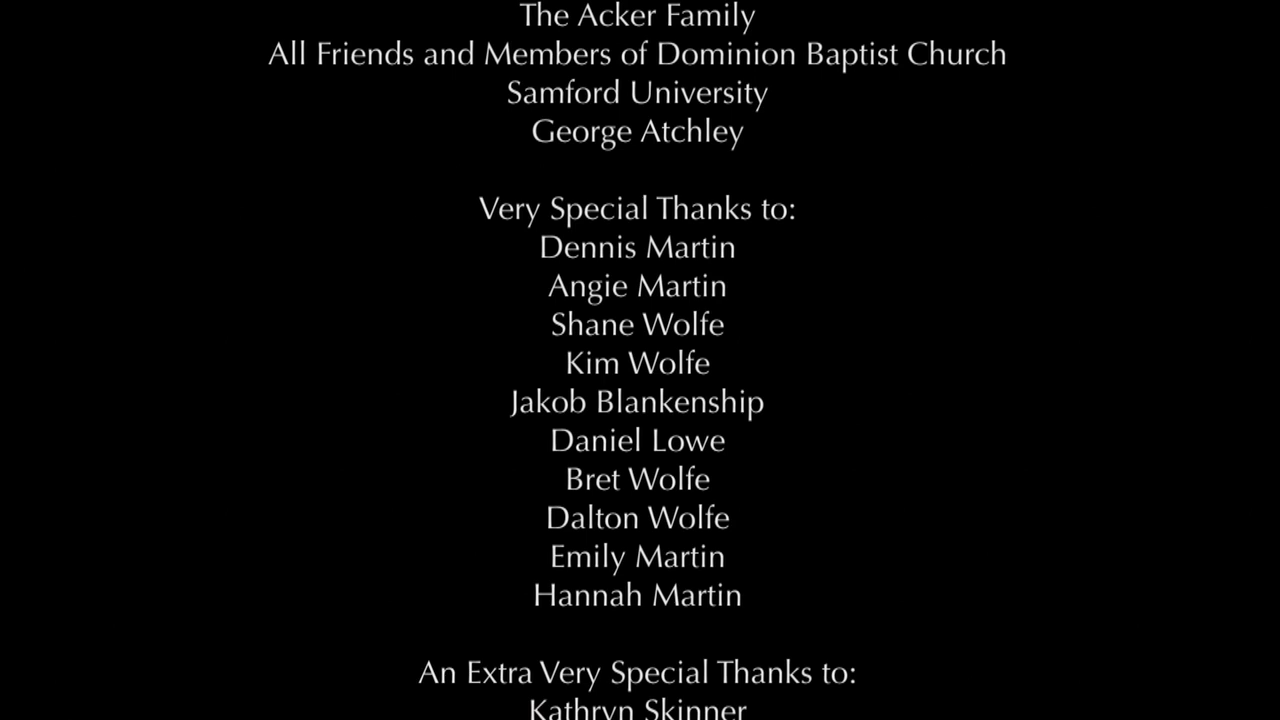 The Acker Family
All Friends and Members of Dominion Baptist Church
Samford University
George Atchley
Very Special Thanks to:
Dennis Martin
Angie Martin
Shane Wolfe
Kim Wolfe
Jakob Blankenship
Daniel Lowe
Bret Wolfe
Dalton Wolfe
Emily Martin
Hannah Martin
An Extra Very Special Thanks to:
Kathryn Skinner